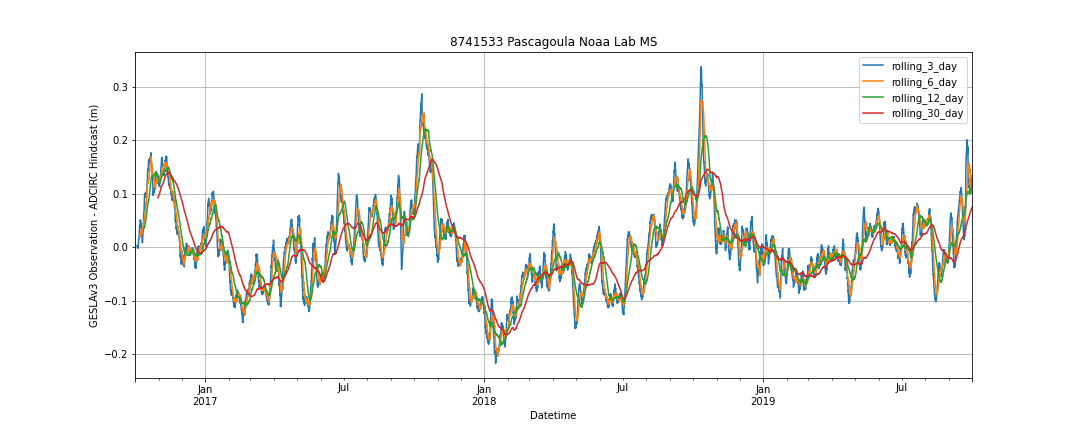 8741533 Pascagoula Noaa Lab MS
GESLAv3 Observation - ADCIRC Hindcast (m)
0.3
0.2
0.1
0.0
−0.1
−0.2
rolling_3_day
rolling_6_day
rolling_12_day
rolling_30_day
Jan Jul Jan Jul Jan Jul
2017 2018 2019
Datetime